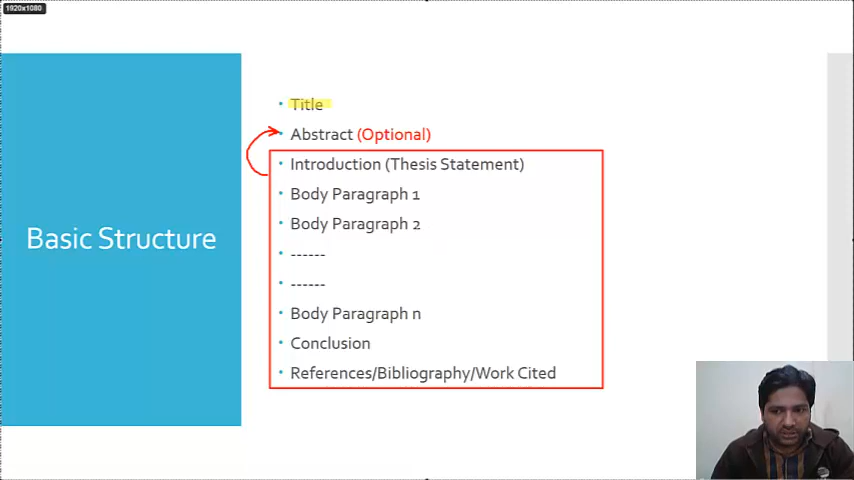 1920x1080
Basic Structure
• Title
• Abstract (Optional)
• Introduction (Thesis Statement)
• Body Paragraph 1
• Body Paragraph 2
• ------
• ------
• Body Paragraph n
• Conclusion
• References/Bibliography/Work Cited